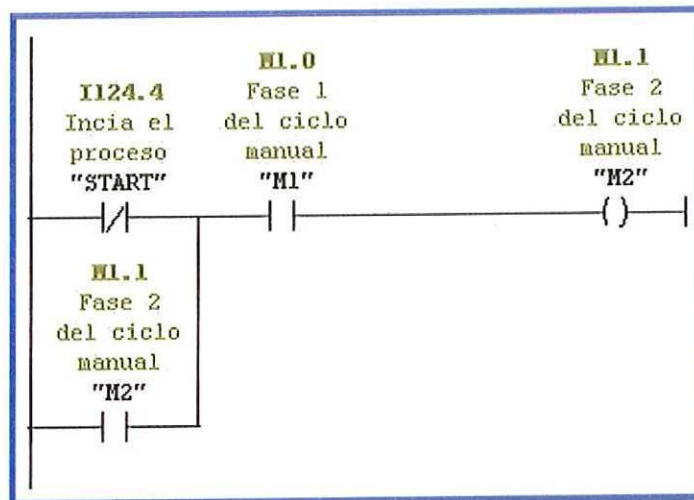 I124.4
Incia el
proceso
"START"
M1.0
Fase 1
del ciclo
manual
"M1"
M1.1
Fase 2
del ciclo
manual
"M2"
M1.1
Fase 2
del ciclo
manual
"M2"